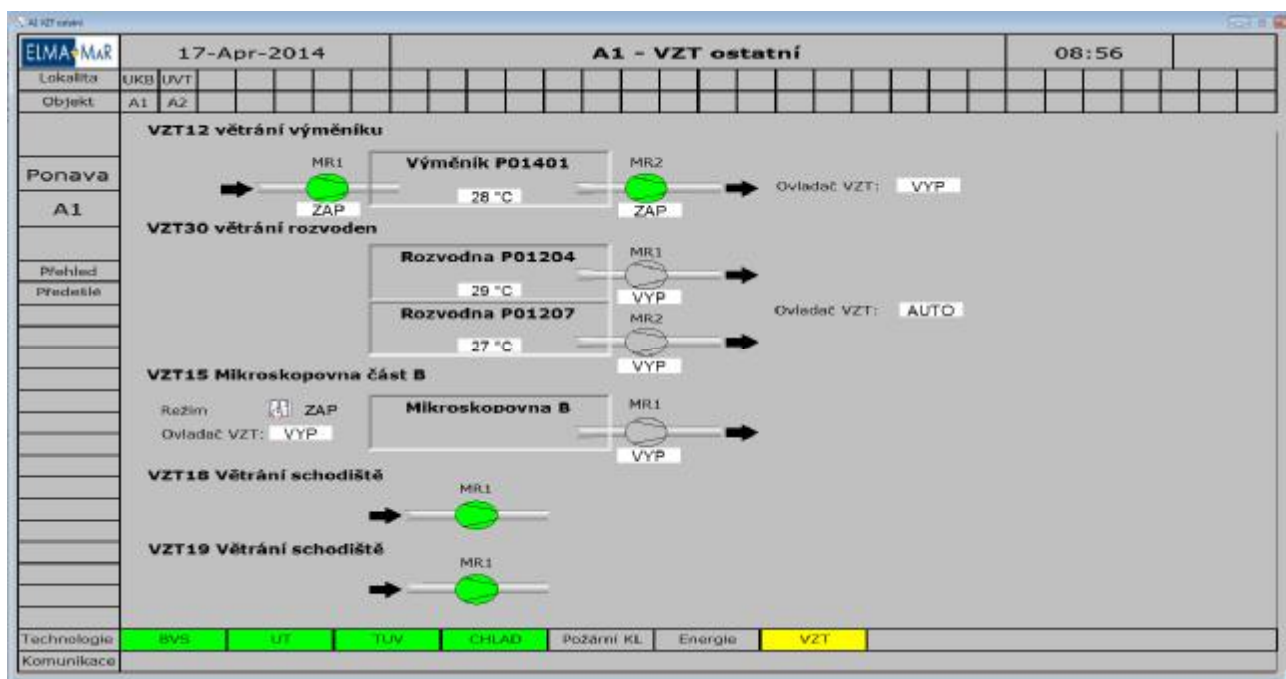 A1 VZT ostatní
ELMA MaR 17-Apr-2014 A1 - VZT ostatní 08:56
Lokalita UKB UVT
Objekt A1 A2
VZT12 větrání výměníku
MR1 Výměník P01401 MR2
Ponava 28 °C Ovladač VZT: VYP
A1 ZAP ZAP
VZT30 větrání rozvoden
Rozvodna P01204 MR1
Přehled
Předešlé 29 °C VYP
Rozvodna P01207 MR2 Ovladač VZT: AUTO
27 °C VYP
VZT15 Mikroskopovna část B
Režim ZAP Mikroskopovna B MR1
Ovladač VZT: VYP
VYP
VZT18 Větrání schodiště
MR1
VZT19 Větrání schodiště
MR1
Technologie BVS UT TUV CHLAD Požární KL Energie VZT
Komunikace